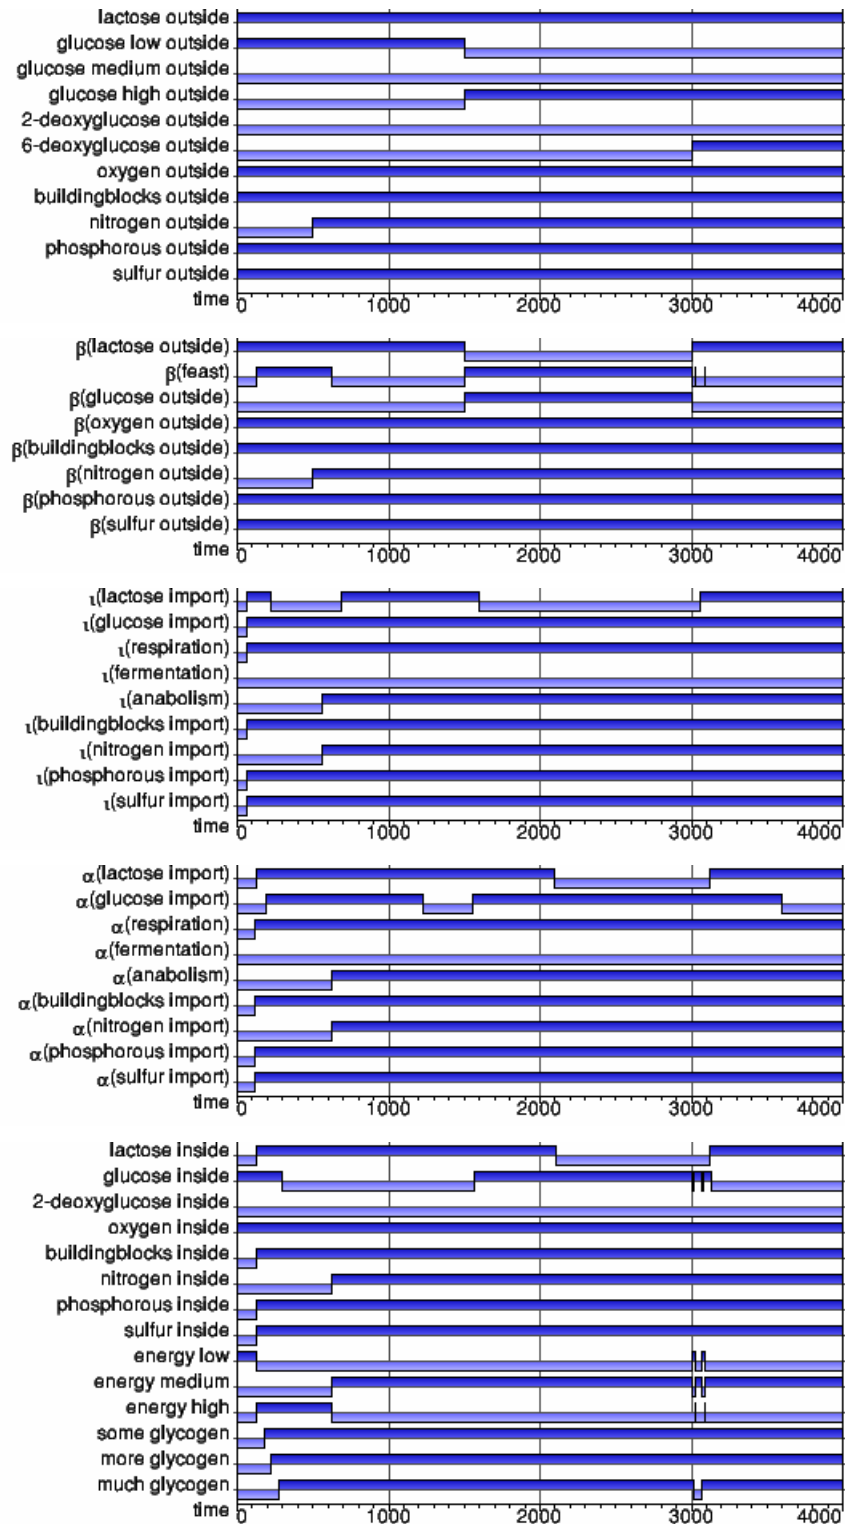 lactose outside
glucose low outside
glucose medium outside
glucose high outside
2-deoxyglucose outside
6-deoxyglucose outside
oxygen outside
buildingblocks outside
nitrogen outside
phosphorous outside
sulfur outside
time 0 1000 2000 3000 4000
β(lactose outside)
β(feast)
β(glucose outside)
β(oxygen outside)
β(buildingblocks outside)
β(nitrogen outside)
β(phosphorous outside)
β(sulfur outside)
time 0 1000 2000 3000 4000
ι(lactose import)
ι(glucose import)
ι(respiration)
ι(fermentation)
ι(anabolism)
ι(buildingblocks import)
ι(nitrogen import)
ι(phosphorous import)
ι(sulfur import)
time 0 1000 2000 3000 4000
α(lactose import)
α(glucose import)
α(respiration)
α(fermentation)
α(anabolism)
α(buildingblocks import)
α(nitrogen import)
α(phosphorous import)
α(sulfur import)
time 0 1000 2000 3000 4000
lactose inside
glucose inside
2-deoxyglucose inside
oxygen inside
buildingblocks inside
nitrogen inside
phosphorous inside
sulfur inside
energy low
energy medium
energy high
some glycogen
more glycogen
much glycogen
time 0 1000 2000 3000 4000